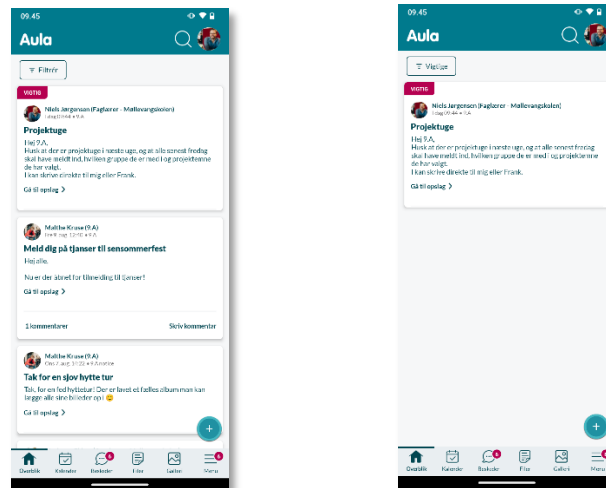 09.45
Aula
Filtrér
VIGTIG
Niels Jørgensen (Faglærer - Møllevangskolen)
Projektuge
Hej 9.A,
Husk at der er projektuge i næste uge, og at alle senest fredag
skal have meldt ind, hvilken gruppe de er med i og projektemne
de har valgt.
I kan skrive direkte til mig eller Frank.
Gå til opslag
Malthe Kruse (9.A)
Meld dig på tjanser til sensommerfest
Hej alle.
Nu er der åbnet for tilmelding til tjanser!
Gå til opslag
1 kommentarer
Skriv kommentar
Malthe Kruse (9.A)
Tak for en sjov hyttetur
Tak, for en fed hyttetur! Der er lavet et fælles album man kan
lægge alle sine billeder op i 😊
Gå til opslag
Overblik Kalender Beskeder Filer Galleri Menu
09.45
Aula
Vigtige
VIGTIG
Niels Jørgensen (Faglærer - Møllevangskolen)
I dag 09:44 • 9.A
Projektuge
Hej 9.A,
Husk at der er projektuge i næste uge, og at alle senest fredag
skal have meldt ind, hvilken gruppe de er med i og projektemne
de har valgt.
I kan skrive direkte til mig eller Frank.
Gå til opslag
Overblik Kalender Beskeder Filer Galleri Menu